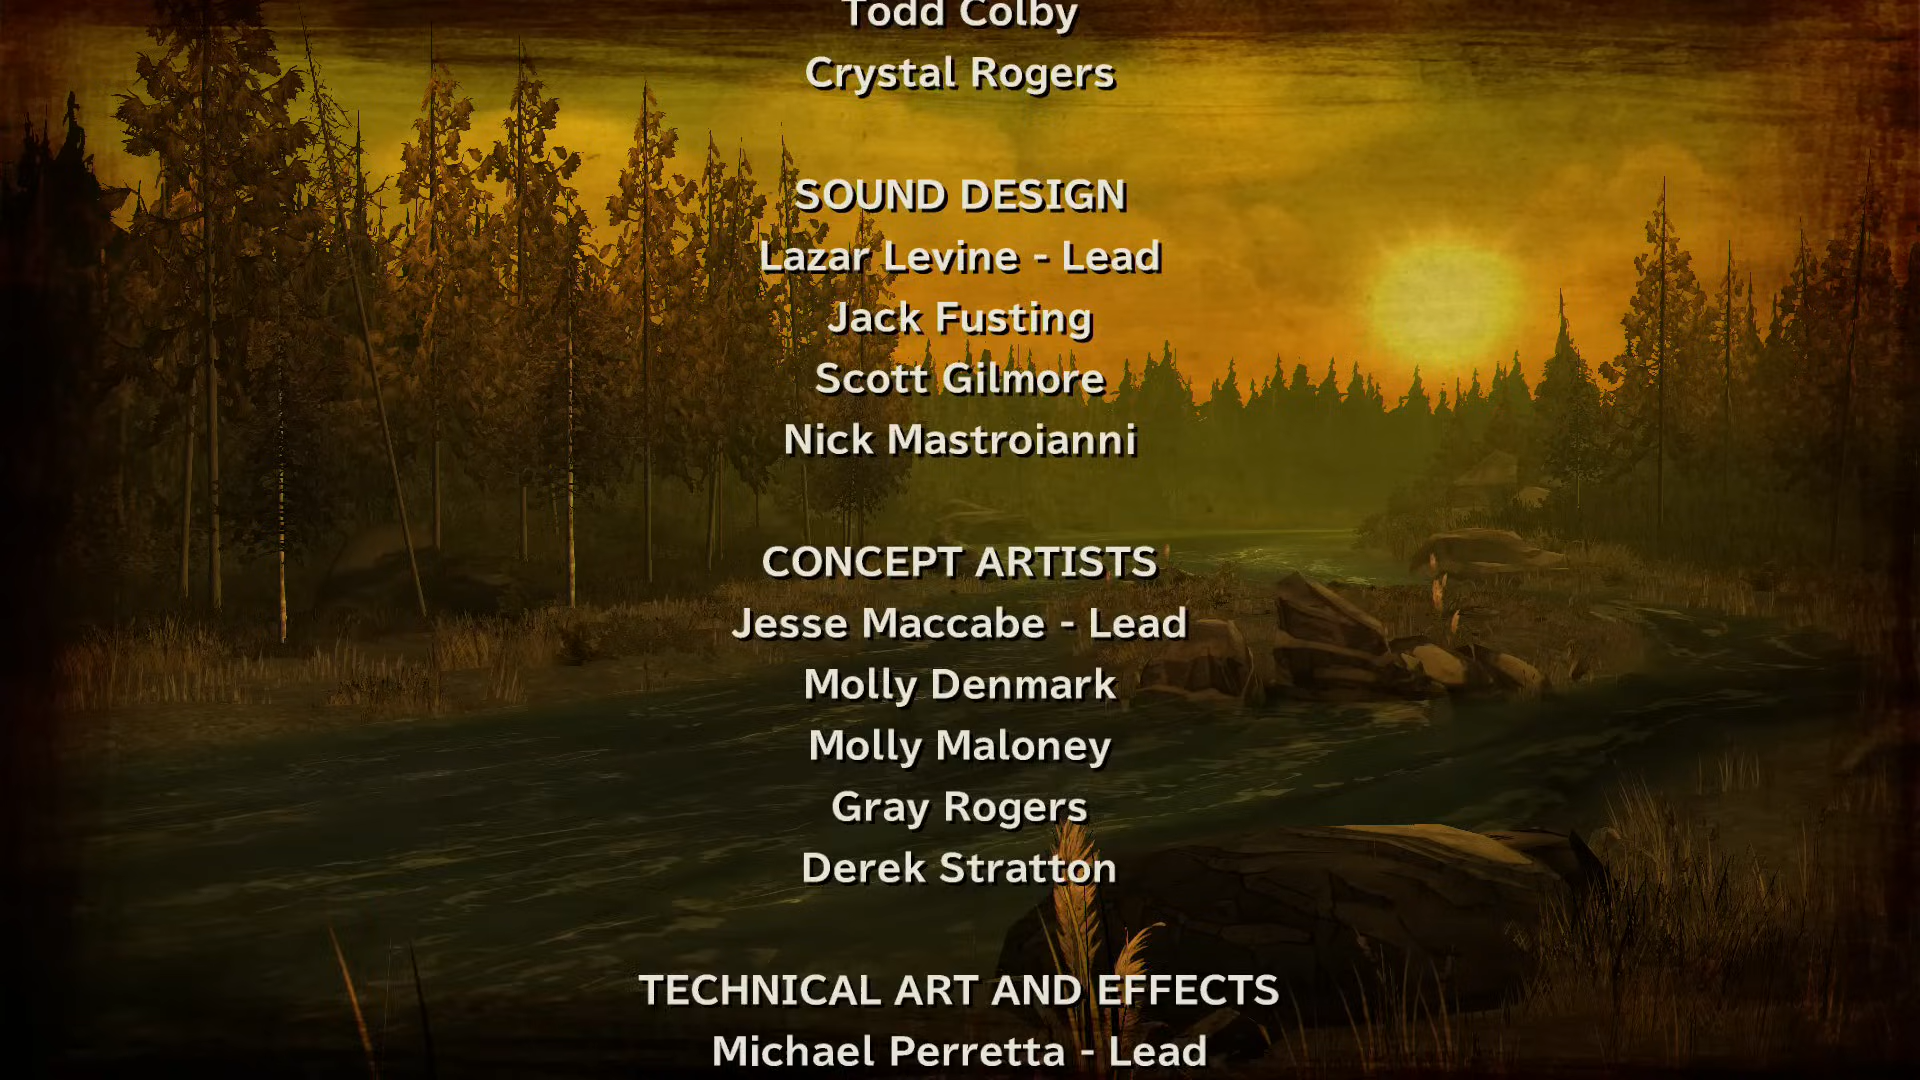 Todd Colby
Crystal Rogers
SOUND DESIGN
Lazar Levine - Lead
Jack Fusting
Scott Gilmore
Nick Mastroianni
CONCEPT ARTISTS
Jesse Maccabe - Lead
Molly Denmark
Molly Maloney
Gray Rogers
Derek Stratton
TECHNICAL ART AND EFFECTS
Michael Perretta - Lead